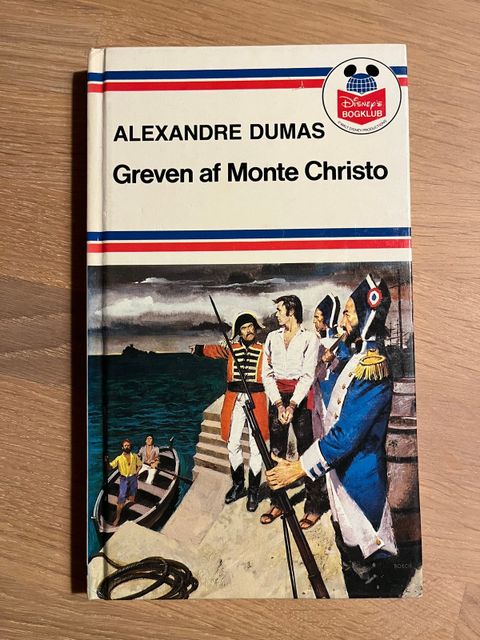 DISNEY'S
BOGKLUB
ALEXANDRE DUMAS
Greven af Monte Christo